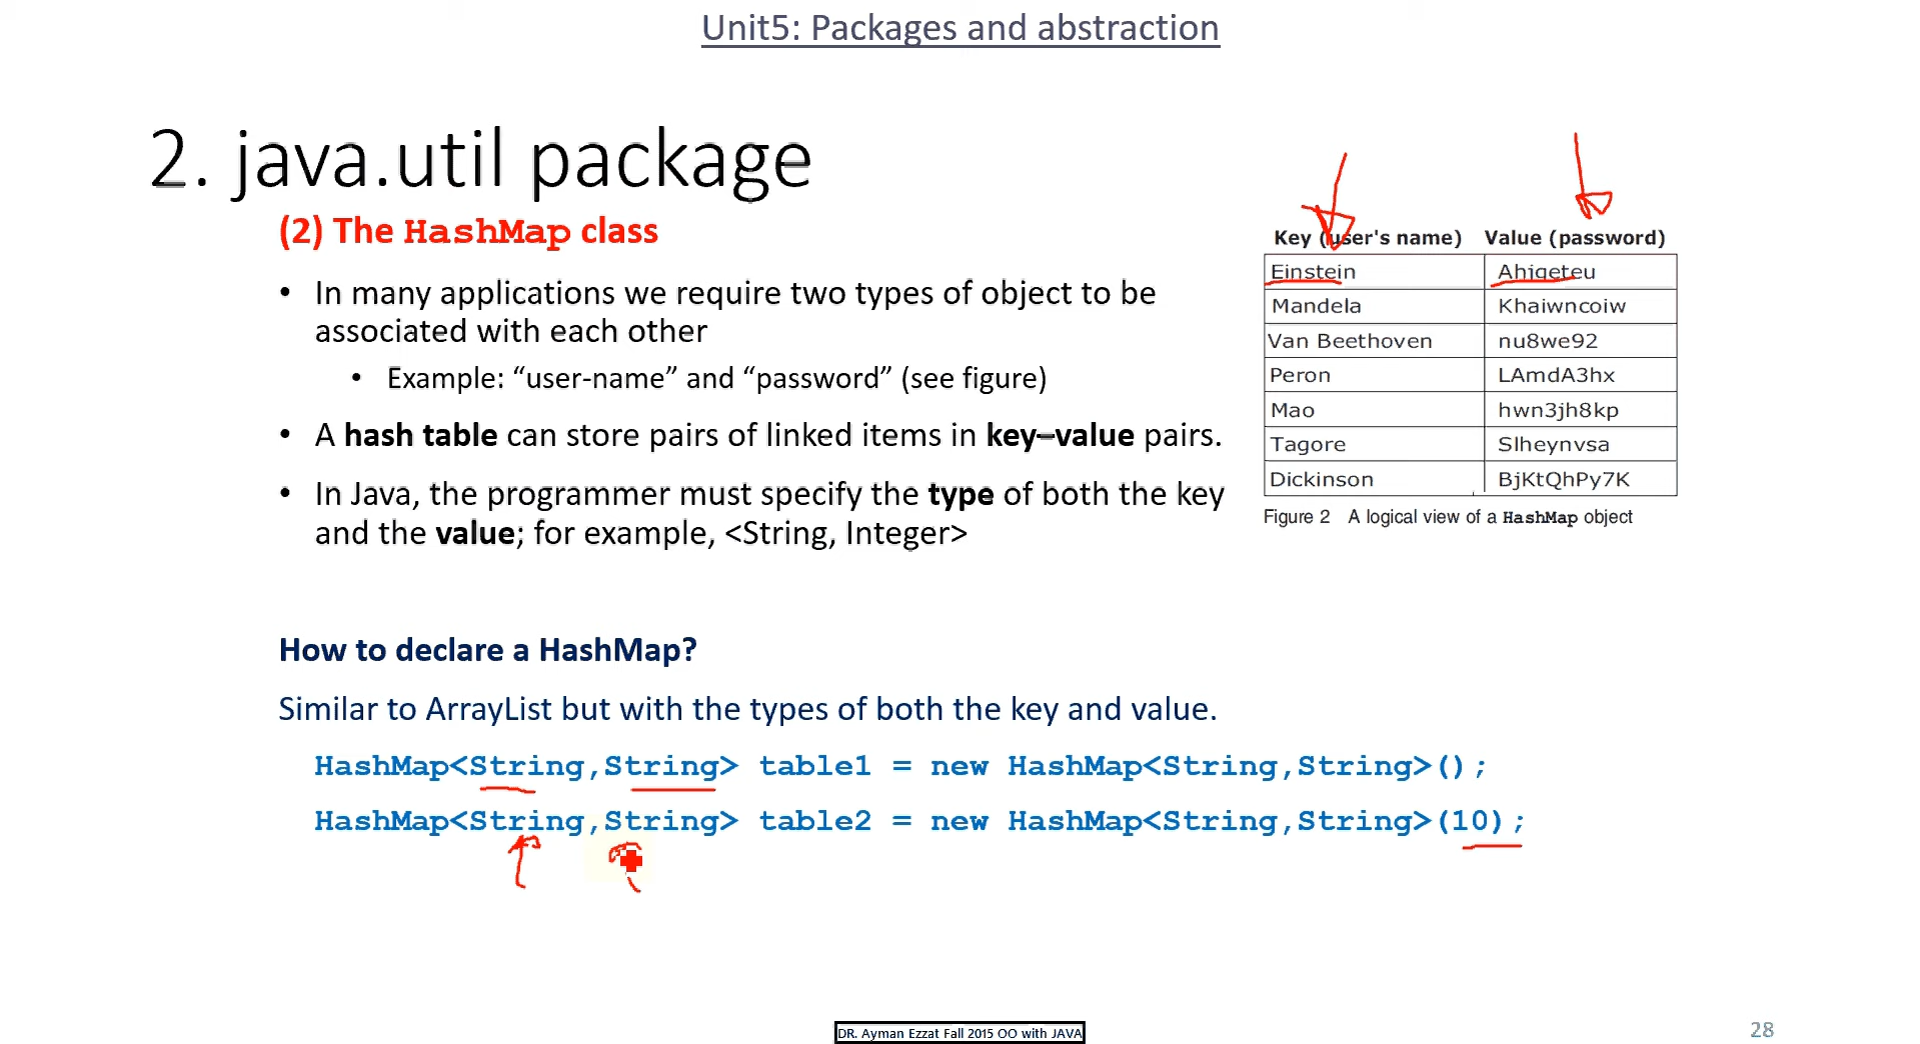 Unit5: Packages and abstraction
2. java.util package
(2) The HashMap class
• In many applications we require two types of object to be
associated with each other
• Example: “user-name” and “password” (see figure)
• A hash table can store pairs of linked items in key–value pairs.
• In Java, the programmer must specify the type of both the key
and the value; for example, <String, Integer>
Key (user's name) Value (password)
Einstein Ahigeteu
Mandela Khaiwncoiw
Van Beethoven nu8we92
Peron LAmdA3hx
Mao hwn3jh8kp
Tagore Slheynvsa
Dickinson BjKtQhPy7K
Figure 2 A logical view of a HashMap object
How to declare a HashMap?
Similar to ArrayList but with the types of both the key and value.
HashMap<String,String> table1 = new HashMap<String,String>();
HashMap<String,String> table2 = new HashMap<String,String>(10);
DR. Ayman Ezzat Fall 2015 OO with JAVA
28